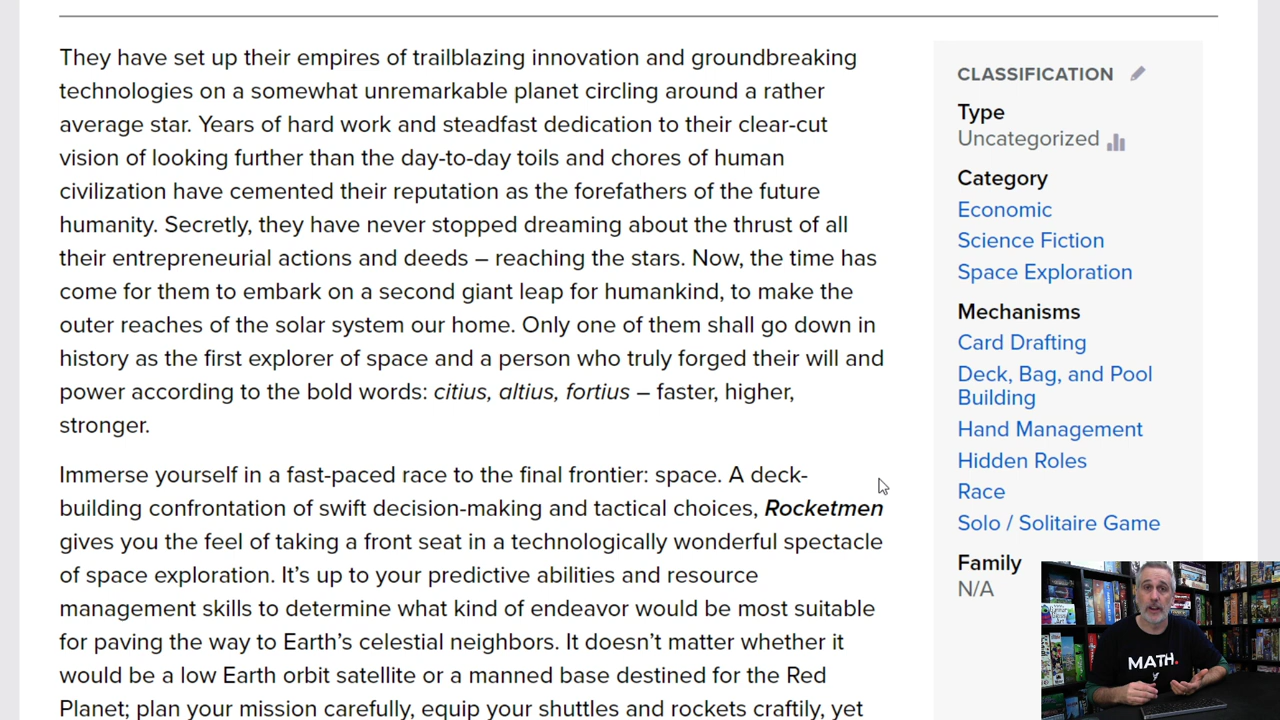 They have set up their empires of trailblazing innovation and groundbreaking
technologies on a somewhat unremarkable planet circling around a rather
average star. Years of hard work and steadfast dedication to their clear-cut
vision of looking further than the day-to-day toils and chores of human
civilization have cemented their reputation as the forefathers of the future
humanity. Secretly, they have never stopped dreaming about the thrust of all
their entrepreneurial actions and deeds – reaching the stars. Now, the time has
come for them to embark on a second giant leap for humankind, to make the
outer reaches of the solar system our home. Only one of them shall go down in
history as the first explorer of space and a person who truly forged their will and
power according to the bold words: citius, altius, fortius – faster, higher,
stronger.
Immerse yourself in a fast-paced race to the final frontier: space. A deck-
building confrontation of swift decision-making and tactical choices, Rocketmen
gives you the feel of taking a front seat in a technologically wonderful spectacle
of space exploration. It’s up to your predictive abilities and resource
management skills to determine what kind of endeavor would be most suitable
for paving the way to Earth’s celestial neighbors. It doesn’t matter whether it
would be a low Earth orbit satellite or a manned base destined for the Red
Planet; plan your mission carefully, equip your shuttles and rockets craftily, yet
CLASSIFICATION
Type
Uncategorized
Category
Economic
Science Fiction
Space Exploration
Mechanisms
Card Drafting
Deck, Bag, and Pool
Building
Hand Management
Hidden Roles
Race
Solo / Solitaire Game
Family
N/A
MATH.